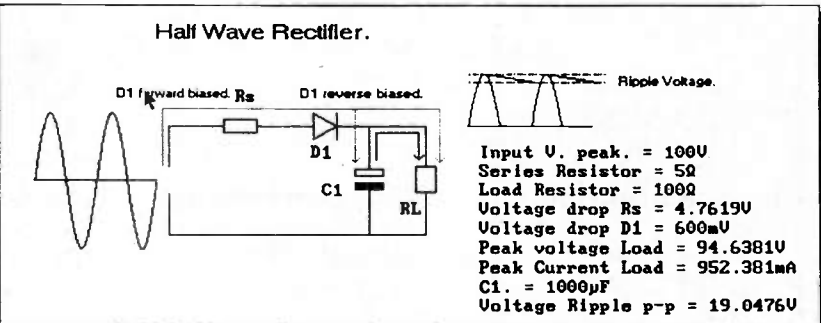 Half Wave Rectifier.
D1 forward biased. Rs
D1 reverse biased.
D1
C1
RL
Ripple Voltage.
Input V. peak. = 100V
Series Resistor = 5Ω
Load Resistor = 100Ω
Voltage drop Rs = 4.7619V
Voltage drop D1 = 600mV
Peak voltage Load = 94.6381V
Peak Current Load = 952.381mA
C1. = 1000µF
Voltage Ripple p-p = 19.0476V